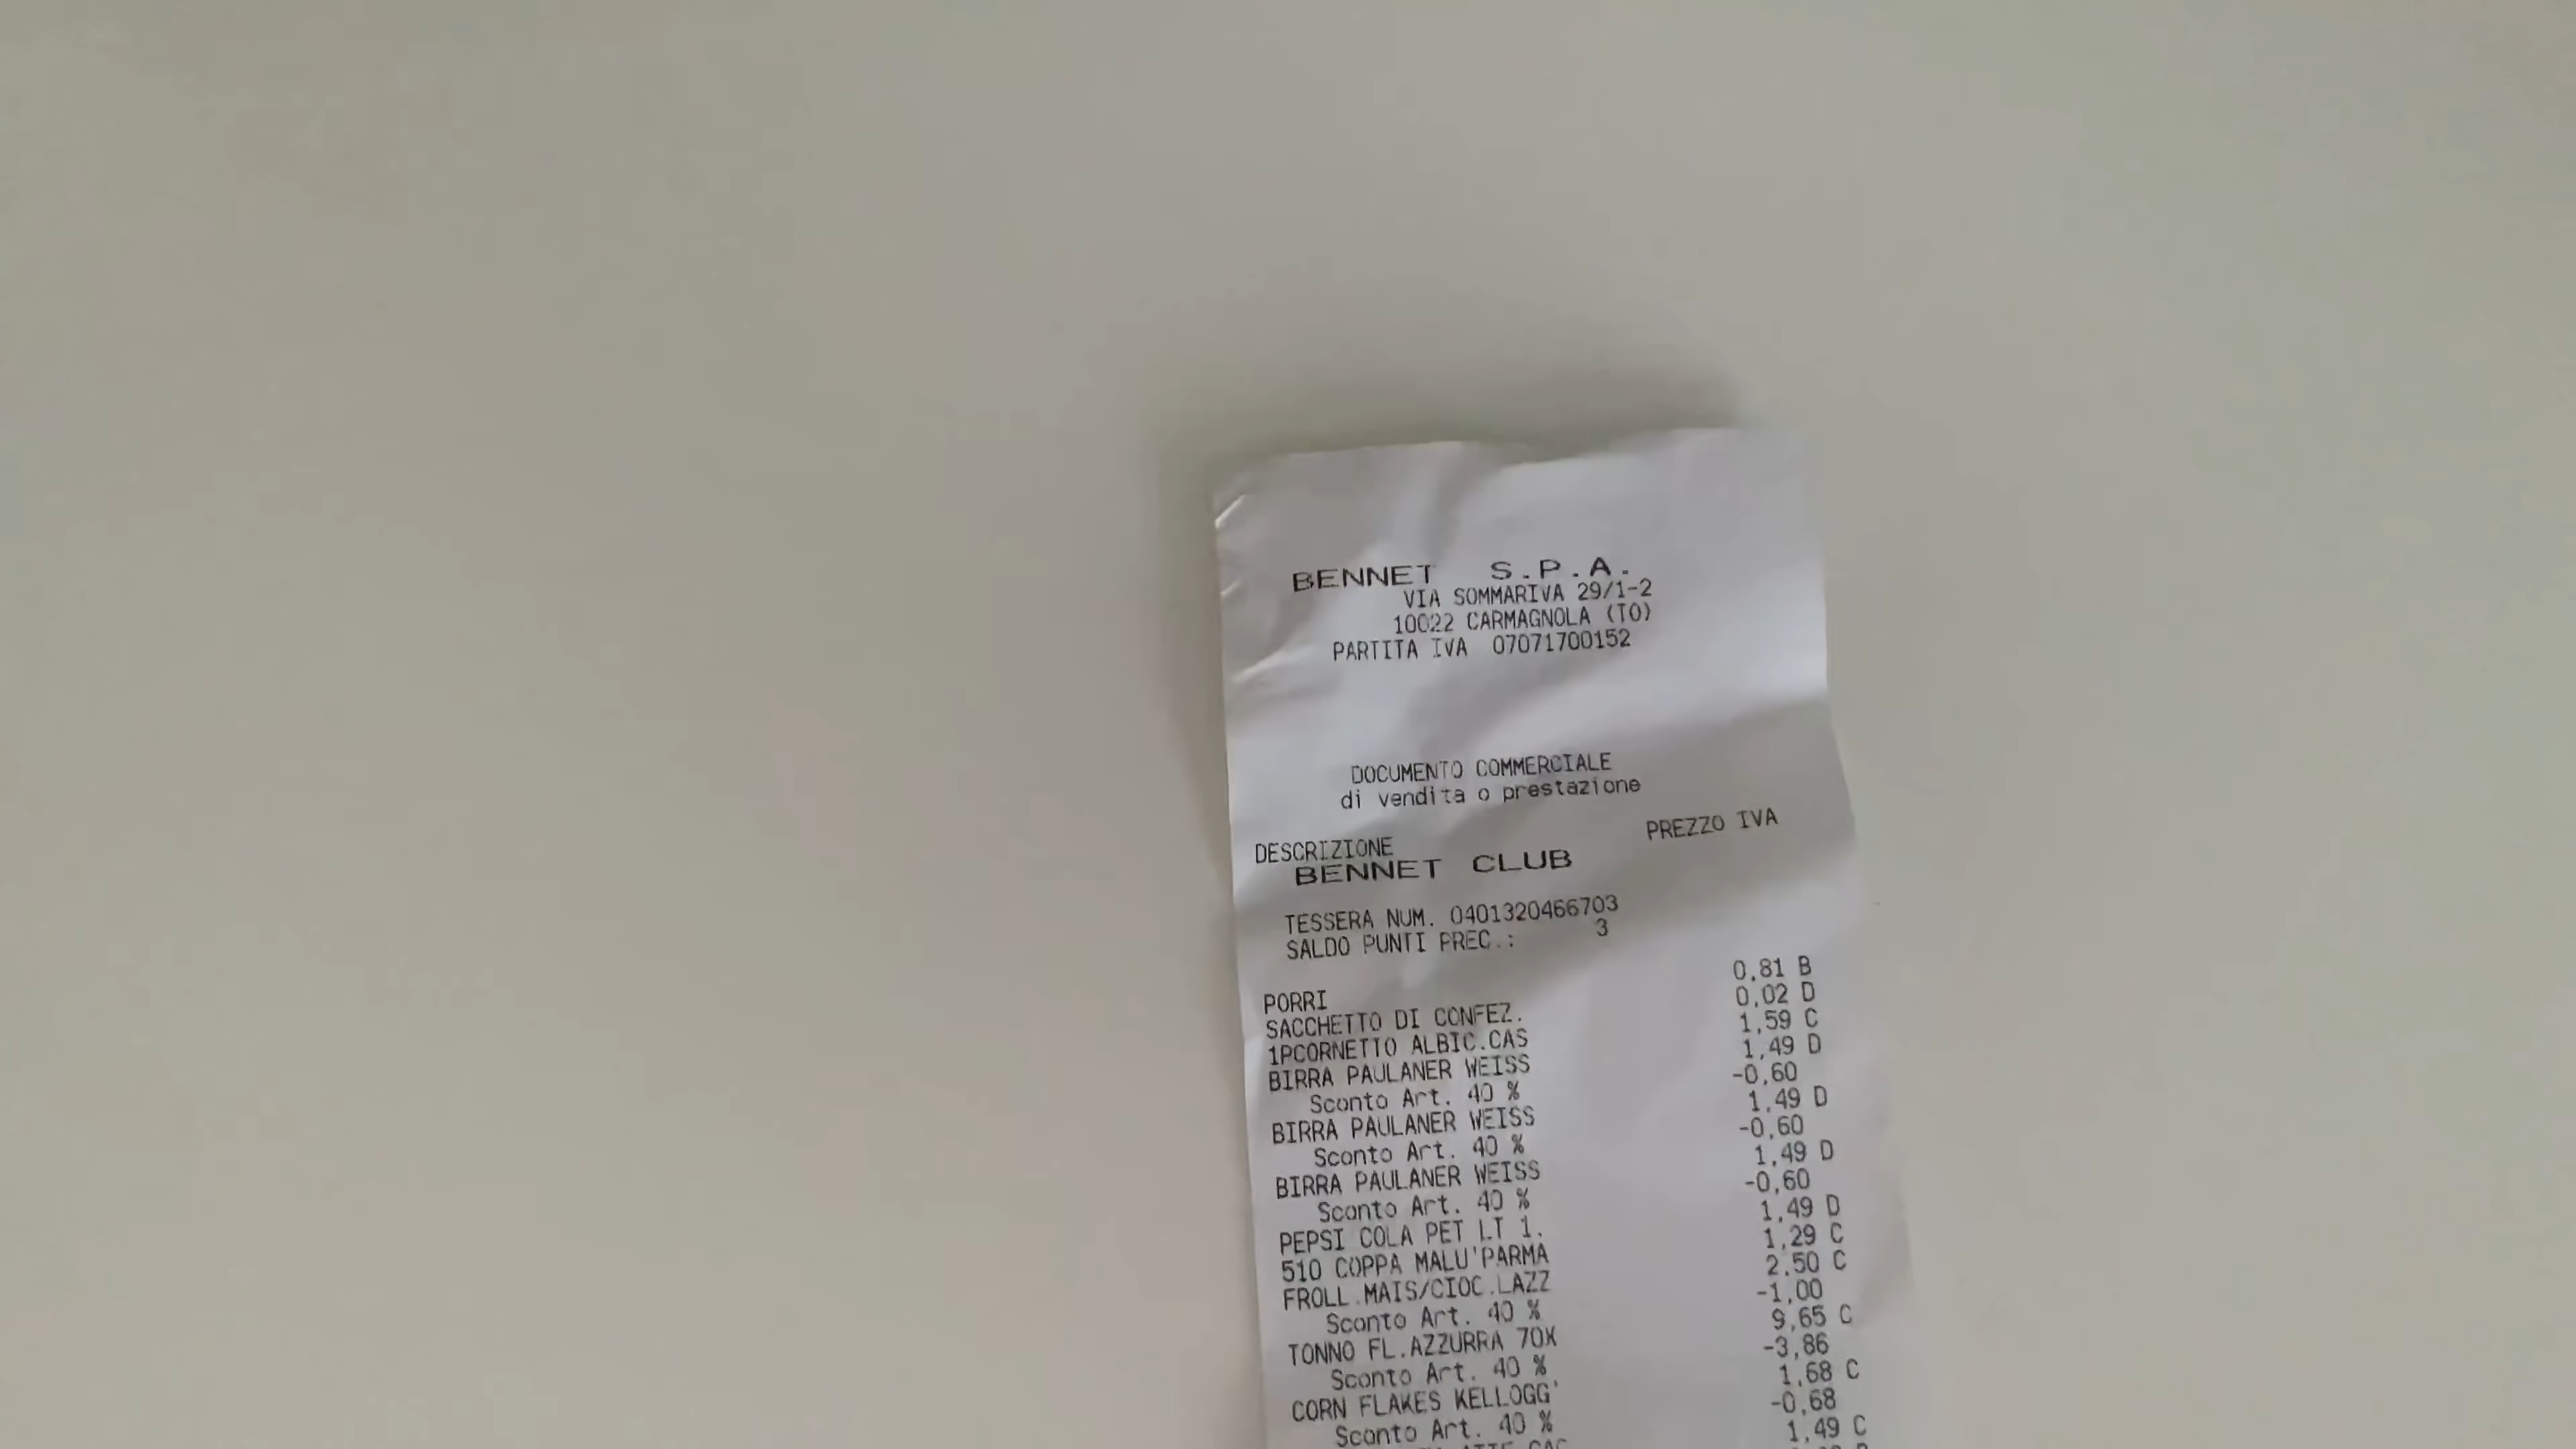 BENNET S.P.A.
VIA SOMMARIVA 29/1-2
10022 CARMAGNOLA (TO)
PARTITA IVA 07071700152
DOCUMENTO COMMERCIALE
di vendita o prestazione
DESCRIZIONE PREZZO IVA
BENNET CLUB
TESSERA NUM. 0401320466703
SALDO PUNTI PREC.: 3
PORRI 0,81 B
SACCHETTO DI CONFEZ. 0,02 D
1PCORNETTO ALBIC.CAS 1,59 C
BIRRA PAULANER WEISS 1,49 D
Sconto Art. 40 % -0,60
BIRRA PAULANER WEISS 1,49 D
Sconto Art. 40 % -0,60
BIRRA PAULANER WEISS 1,49 D
Sconto Art. 40 % -0,60
PEPSI COLA PET LT 1. 1,49 D
510 COPPA MALU'PARMA 1,29 C
FROLL.MAIS/CIOC.LAZZ 2,50 C
Sconto Art. 40 % -1,00
TONNO FL.AZZURRA 70X 9,65 C
Sconto Art. 40 % -3,86
CORN FLAKES KELLOGG' 1,68 C
Sconto Art. 40 % -0,68
1,49 C